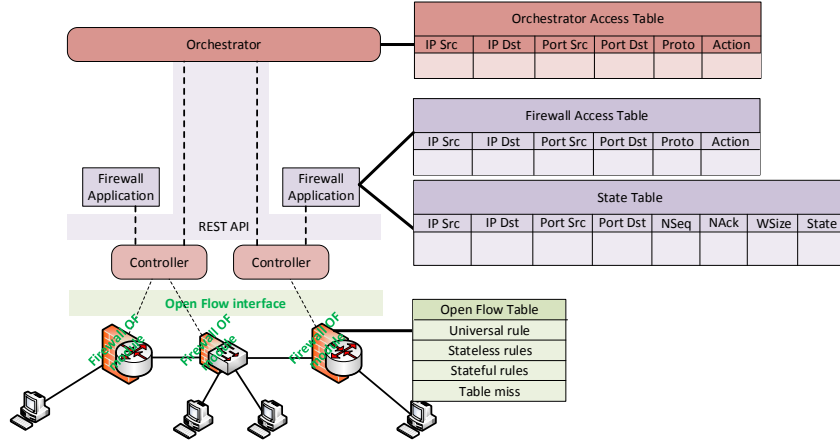 Orchestrator Access Table
Orchestrator
IP Src IP Dst Port Src Port Dst Proto Action
Firewall Access Table
IP Src IP Dst Port Src Port Dst Proto Action
Firewall
Application
Firewall
Application
State Table
REST API
IP Src IP Dst Port Src Port Dst NSeq NAck WSize State
Controller
Controller
Open Flow interface
Open Flow Table
Universal rule
Stateless rules
Stateful rules
Table miss
Firewall OF
module
Firewall OF
module
Firewall OF
module